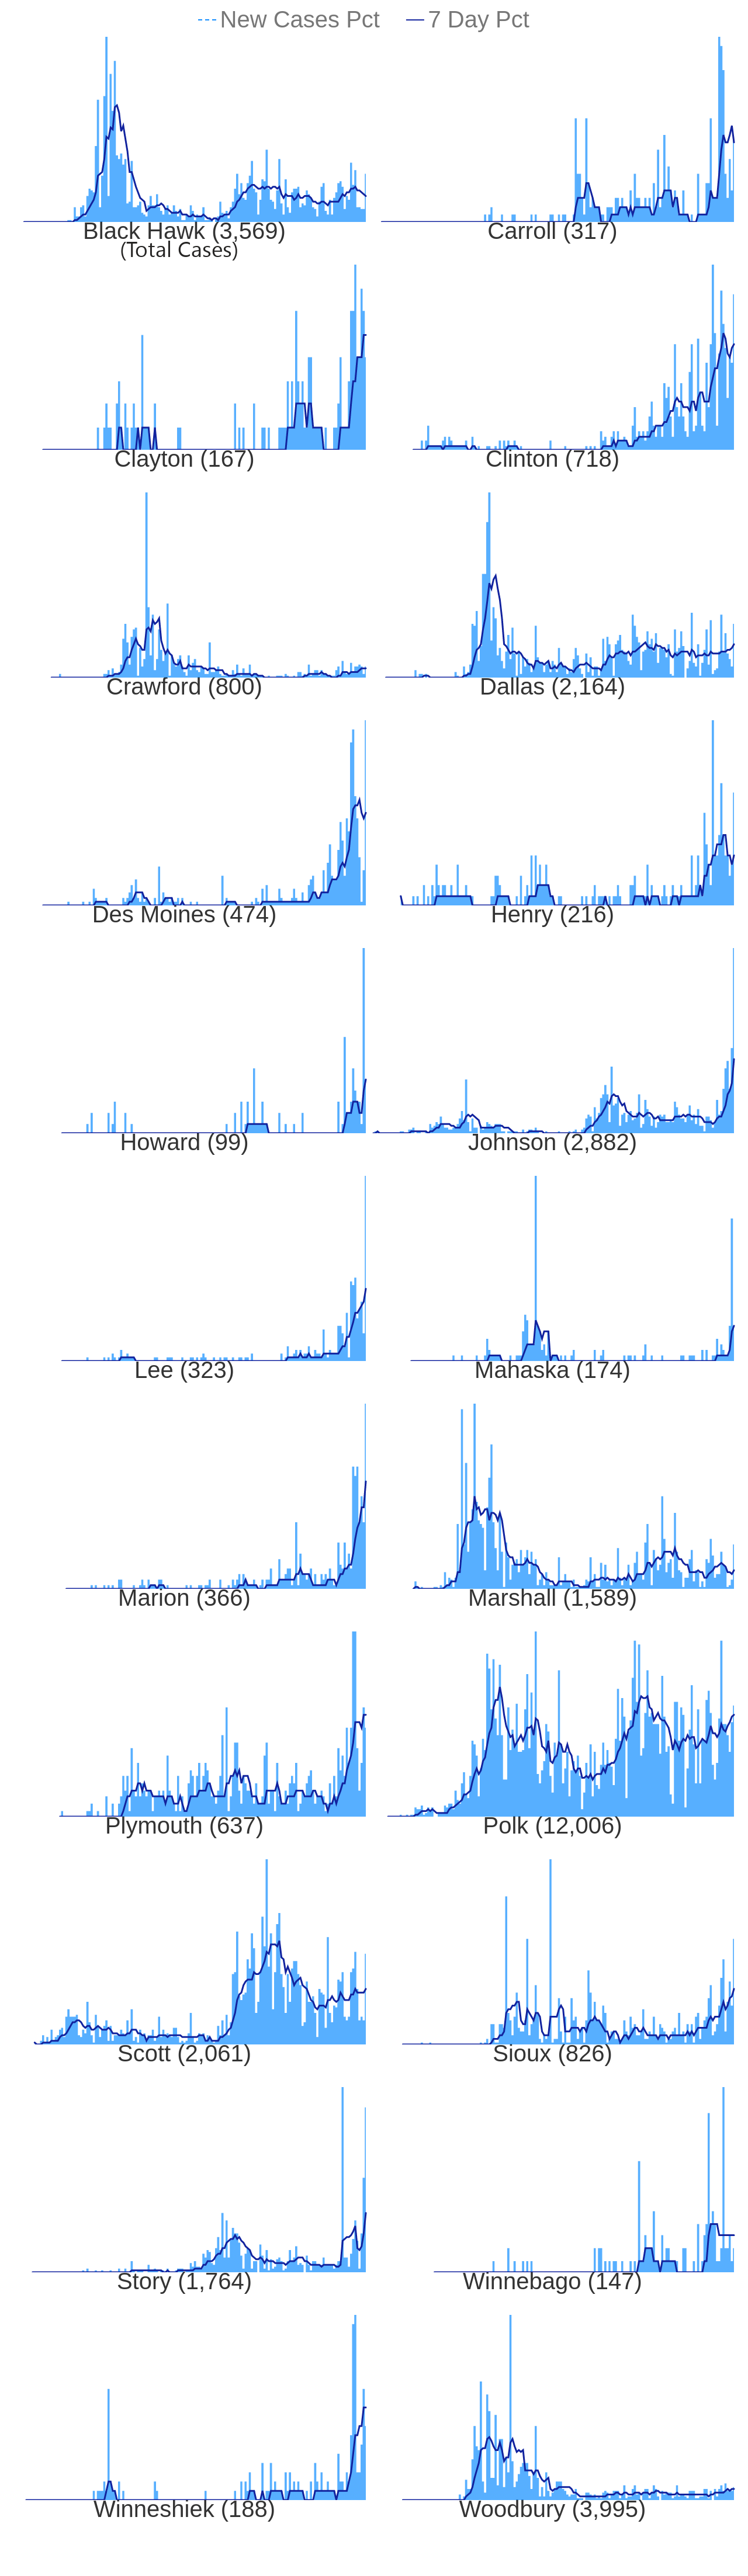 New Cases Pct 7 Day Pct
Black Hawk (3,569) Carroll (317)
(Total Cases)
Clayton (167) Clinton (718)
Crawford (800) Dallas (2,164)
Des Moines (474) Henry (216)
Howard (99) Johnson (2,882)
Lee (323) Mahaska (174)
Marion (366) Marshall (1,589)
Plymouth (637) Polk (12,006)
Scott (2,061) Sioux (826)
Story (1,764) Winnebago (147)
Winneshiek (188) Woodbury (3,995)